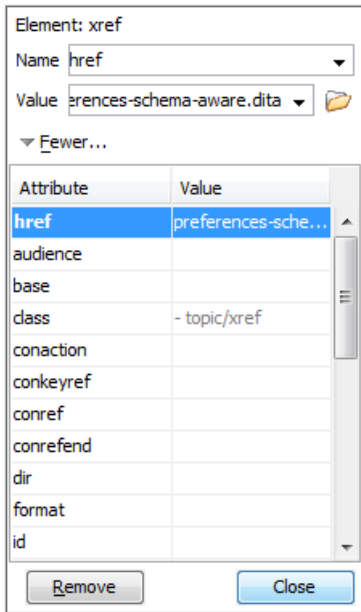 Element: xref
Name href
Value erences-schema-aware.dita
Fewer...
Attribute Value
href preferences-sche...
audience
base
class - topic/xref
conaction
conkeyref
conref
conrefend
dir
format
id
Remove Close